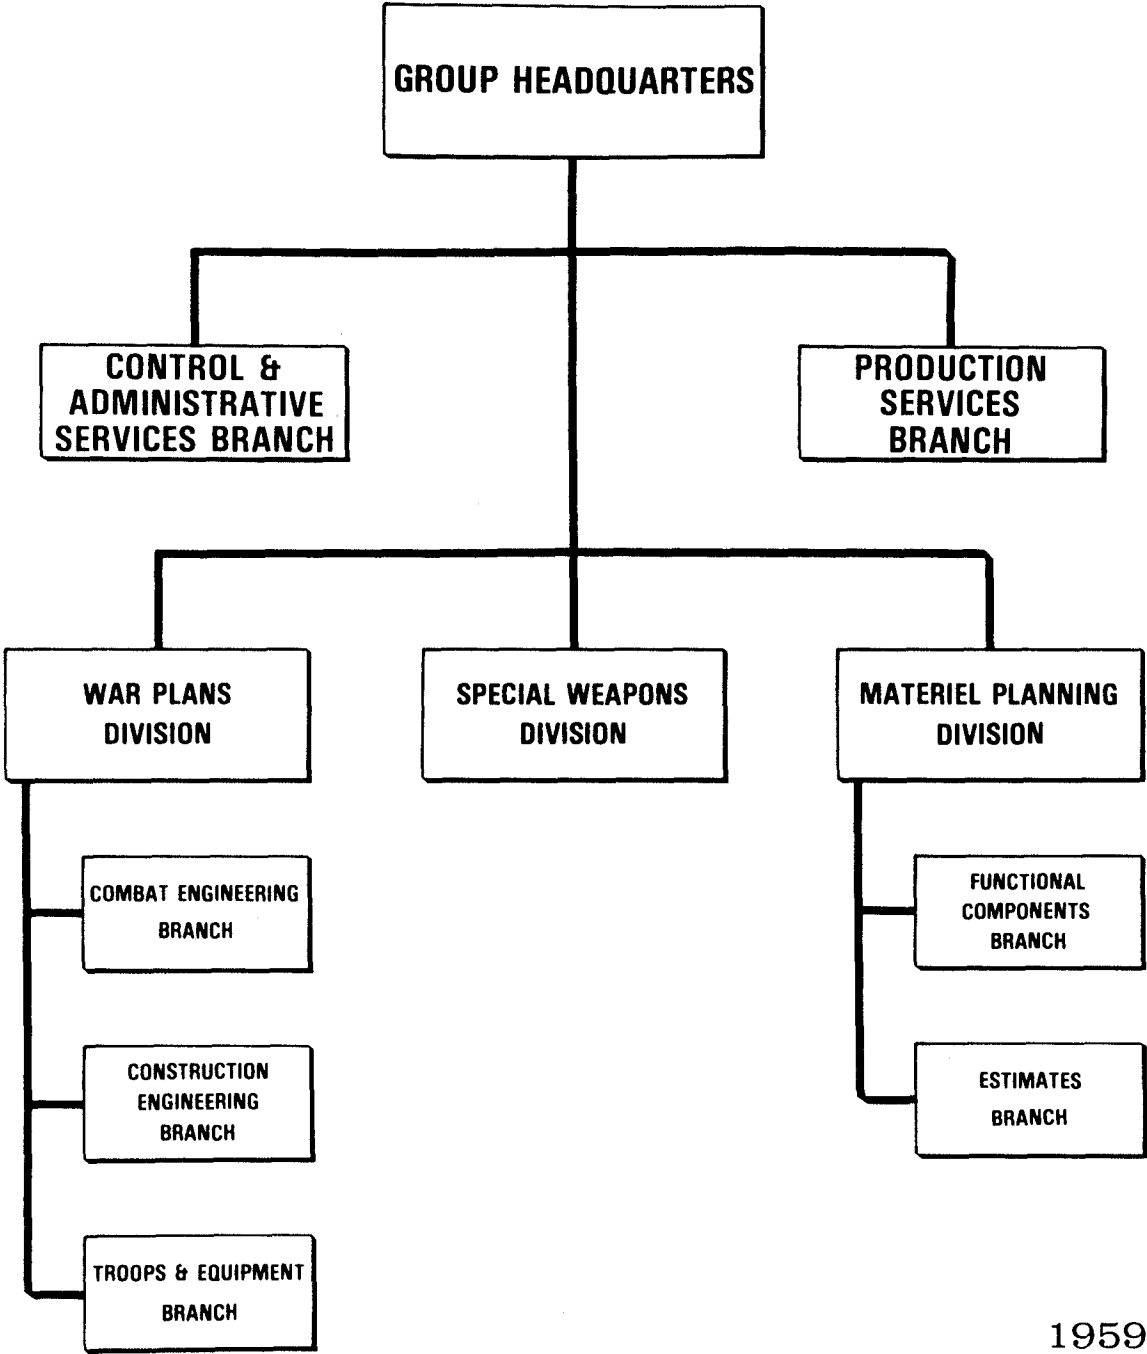 GROUP HEADQUARTERS
CONTROL &
ADMINISTRATIVE
SERVICES BRANCH
PRODUCTION
SERVICES
BRANCH
WAR PLANS
DIVISION
SPECIAL WEAPONS
DIVISION
MATERIEL PLANNING
DIVISION
COMBAT ENGINEERING
BRANCH
CONSTRUCTION
ENGINEERING
BRANCH
TROOPS & EQUIPMENT
BRANCH
FUNCTIONAL
COMPONENTS
BRANCH
ESTIMATES
BRANCH
1959